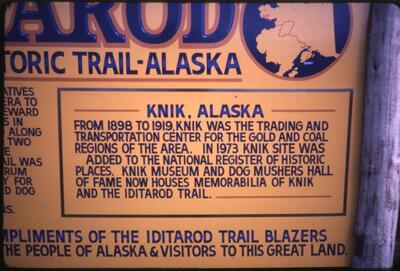 TAROD
TORIC TRAIL-ALASKA
ATIVES
ERA TO
EWARD
S IN
ALONG
TWO
E
AIL WAS
RUM
Y FOR
D DOG
S.
KNIK, ALASKA
FROM 1898 TO 1919, KNIK WAS THE TRADING AND
TRANSPORTATION CENTER FOR THE GOLD AND COAL
REGIONS OF THE AREA. IN 1973 KNIK SITE WAS
ADDED TO THE NATIONAL REGISTER OF HISTORIC
PLACES. KNIK MUSEUM AND DOG MUSHERS HALL
OF FAME NOW HOUSES MEMORABILIA OF KNIK
AND THE IDITAROD TRAIL.
MPLIMENTS OF THE IDITAROD TRAIL BLAZERS
THE PEOPLE OF ALASKA & VISITORS TO THIS GREAT LAND.